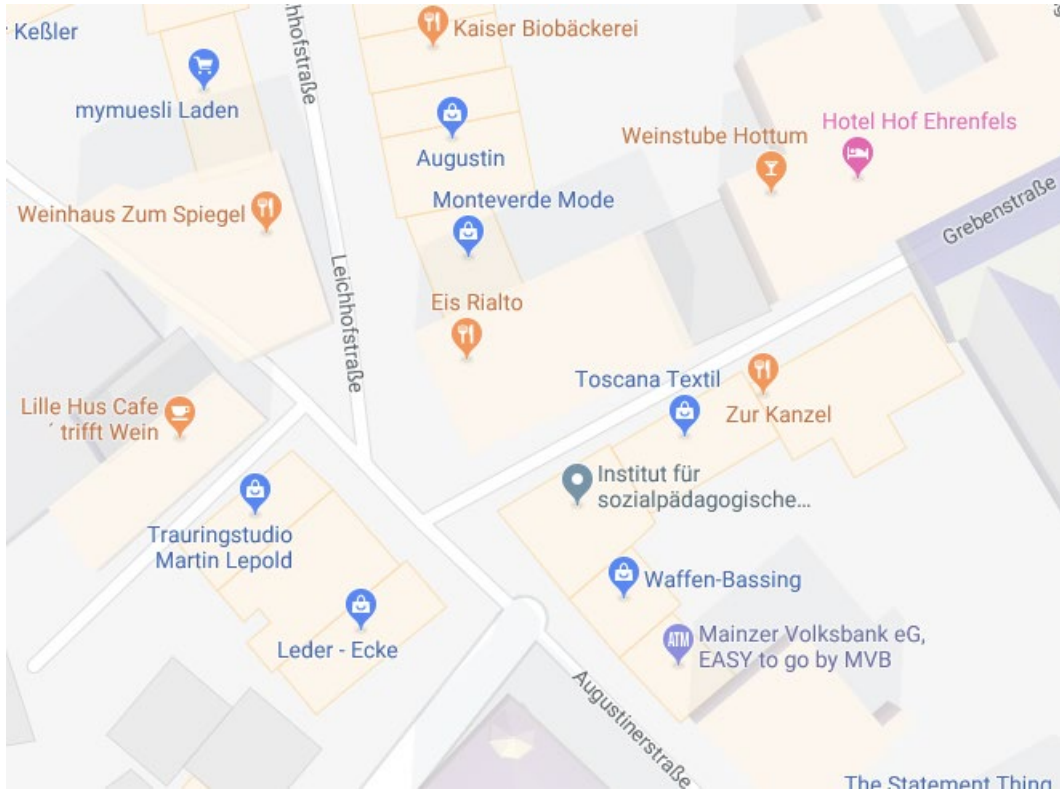 Keßler
Kaiser Biobäckerei
mymuesli Laden
Augustin
Weinstube Hottum
Hotel Hof Ehrenfels
Monteverde Mode
Weinhaus Zum Spiegel
Grebenstraße
Leichhofstraße
Eis Rialto
Toscana Textil
Zur Kanzel
Lille Hus Cafe
´ trifft Wein
Institut für
sozialpädagogische...
Trauringstudio
Martin Lepold
Waffen-Bassing
Leder - Ecke
ATM
Mainzer Volksbank eG,
EASY to go by MVB
Augustinerstraße
The Statement Thing